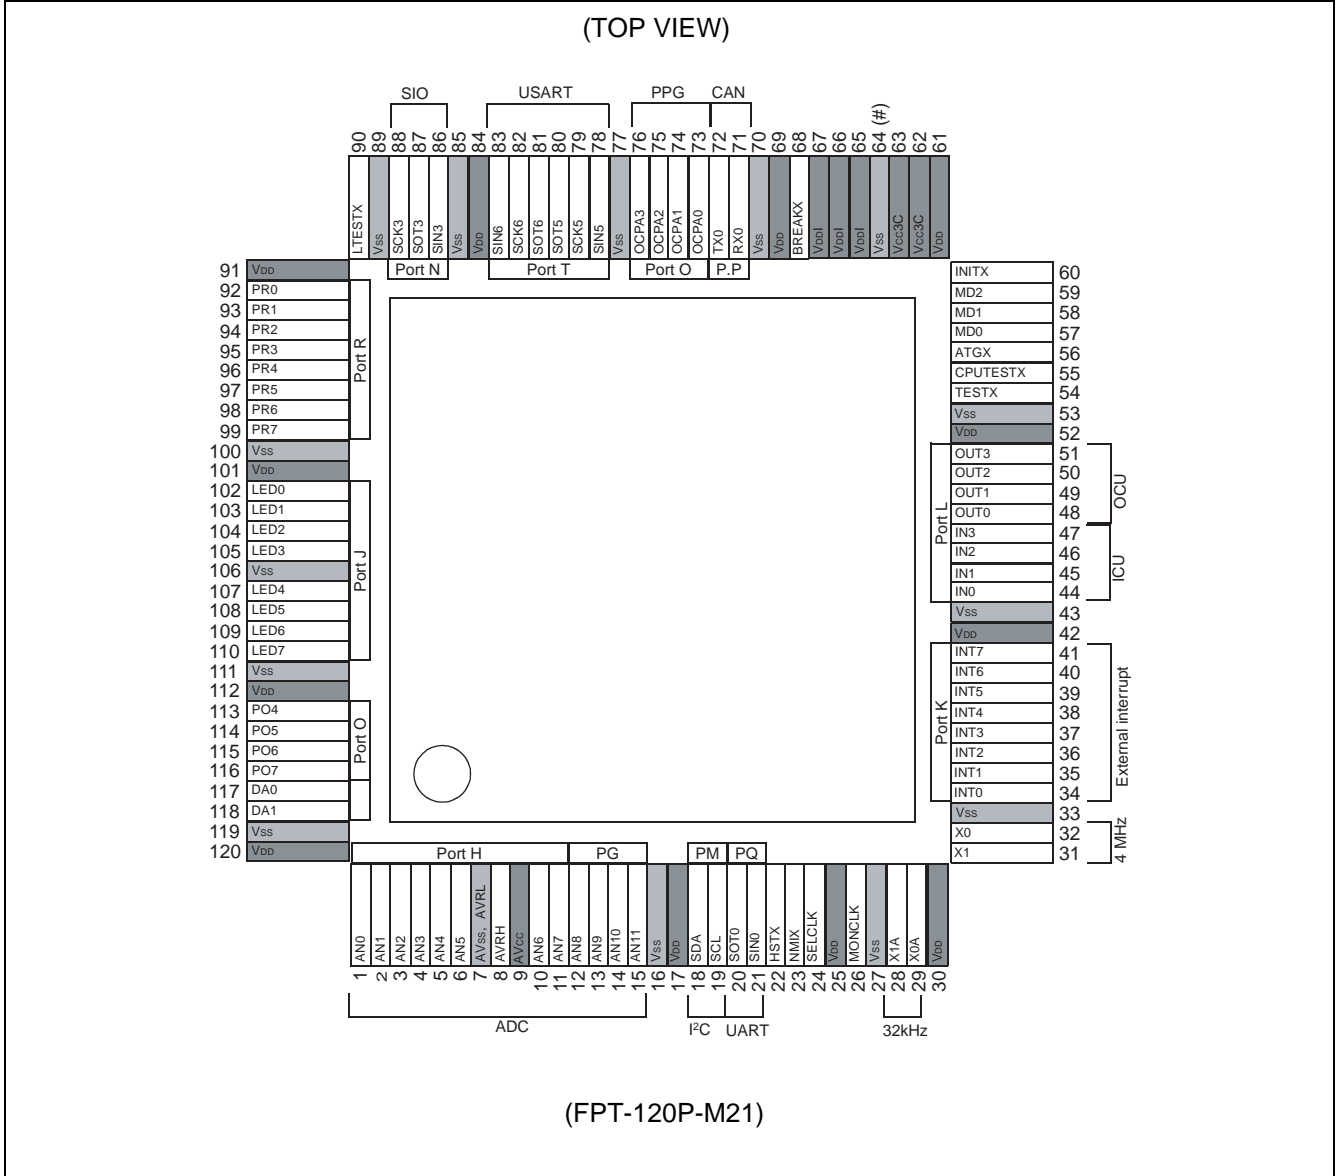 (TOP VIEW)
SIO
USART
PPG
CAN
90 89 88 87 86 85 84 83 82 81 80 79 78 77 76 75 74 73 72 71 70 69 68 67 66 65 64 (#) 63 62 61
LTESTX Vss SCK3 SOT3 SIN3 Vss VDD SIN6 SCK6 SOT6 SOT5 SCK5 SIN5 Vss OCPA3 OCPA2 OCPA1 OCPA0 TX0 RX0 Vss VDD BREAKX VDDI VDDI VDDI Vss Vcc3C Vcc3C VDD
Port N
Port T
Port O
P.P
91 VDD
92 PR0
93 PR1
94 PR2
95 PR3
96 PR4
97 PR5
98 PR6
99 PR7
Port R
100 Vss
101 VDD
102 LED0
103 LED1
104 LED2
105 LED3
106 Vss
107 LED4
108 LED5
109 LED6
110 LED7
Port J
111 Vss
112 VDD
113 PO4
114 PO5
115 PO6
116 PO7
Port O
117 DA0
118 DA1
119 Vss
120 VDD
INITX 60
MD2 59
MD1 58
MD0 57
ATGX 56
CPUTESTX 55
TESTX 54
Vss 53
VDD 52
OUT3 51
OUT2 50
OUT1 49
OUT0 48
OCU
IN3 47
IN2 46
IN1 45
IN0 44
ICU
Port L
Vss 43
VDD 42
INT7 41
INT6 40
INT5 39
INT4 38
INT3 37
INT2 36
INT1 35
INT0 34
Port K
External interrupt
Vss 33
X0 32
X1 31
4 MHz
Port H
PG
PM
PQ
AN0 AN1 AN2 AN3 AN4 AN5 AVss, AVRL AVRH AVcc AN6 AN7 AN8 AN9 AN10 AN11 Vss VDD SDA SCL SOT0 SIN0 HSTX NMIX SELCLK VDD MONCLK Vss X1A X0A VDD
1 2 3 4 5 6 7 8 9 10 11 12 13 14 15 16 17 18 19 20 21 22 23 24 25 26 27 28 29 30
ADC
I²C
UART
32kHz
(FPT-120P-M21)